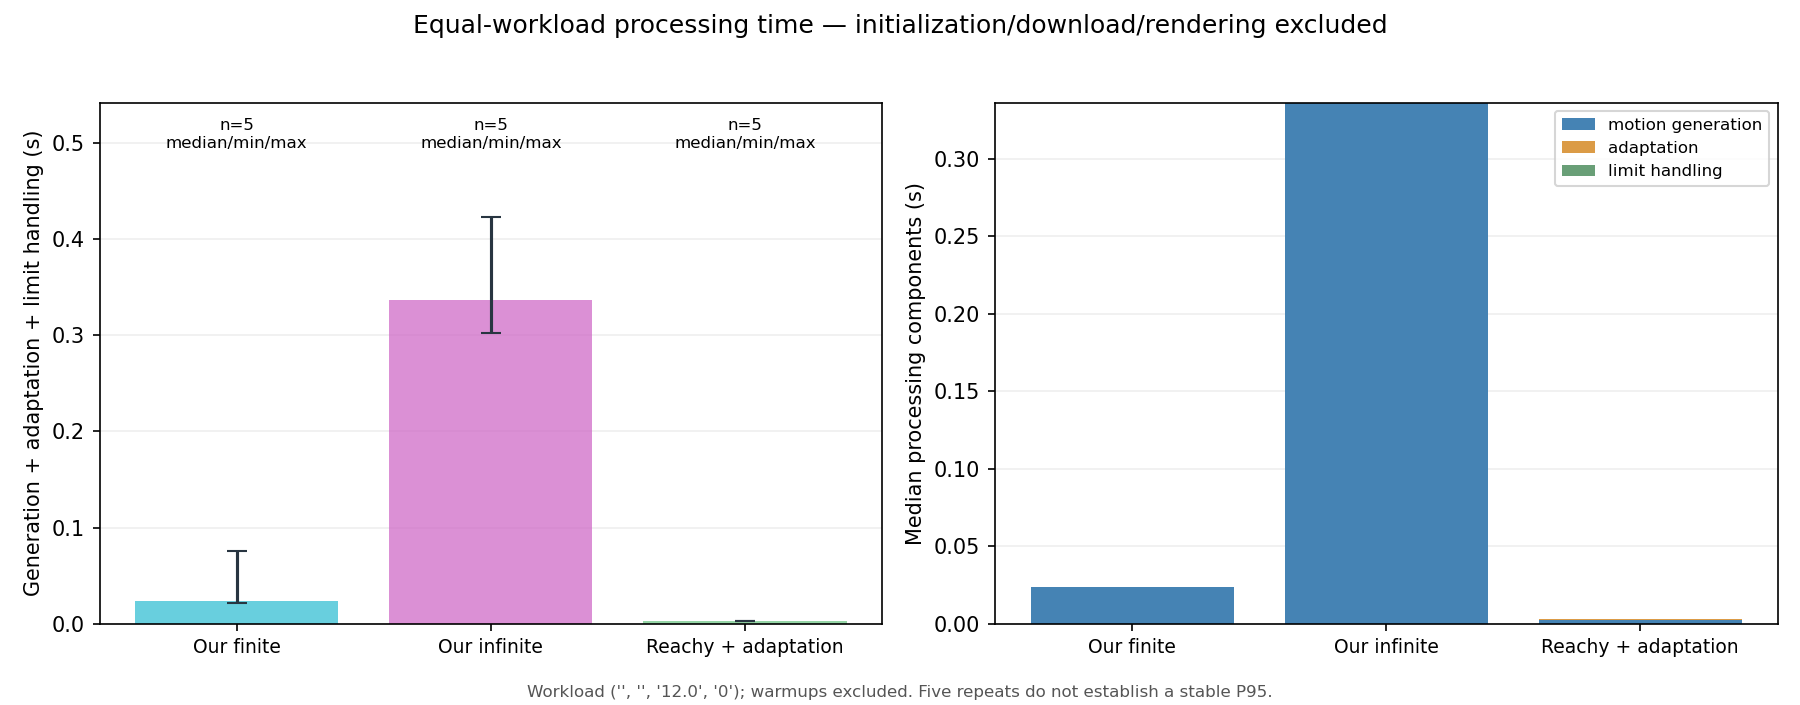 Equal-workload processing time — initialization/download/rendering excluded
Generation + adaptation + limit handling (s)
0.5
0.4
0.3
0.2
0.1
0.0
n=5
median/min/max
n=5
median/min/max
n=5
median/min/max
Our finite
Our infinite
Reachy + adaptation
Median processing components (s)
0.30
0.25
0.20
0.15
0.10
0.05
0.00
motion generation
adaptation
limit handling
Our finite
Our infinite
Reachy + adaptation
Workload ('', '', '12.0', '0'); warmups excluded. Five repeats do not establish a stable P95.